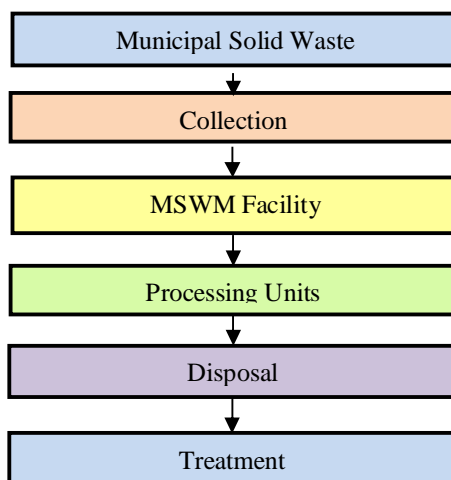 Municipal Solid Waste
Collection
MSWM Facility
Processing Units
Disposal
Treatment